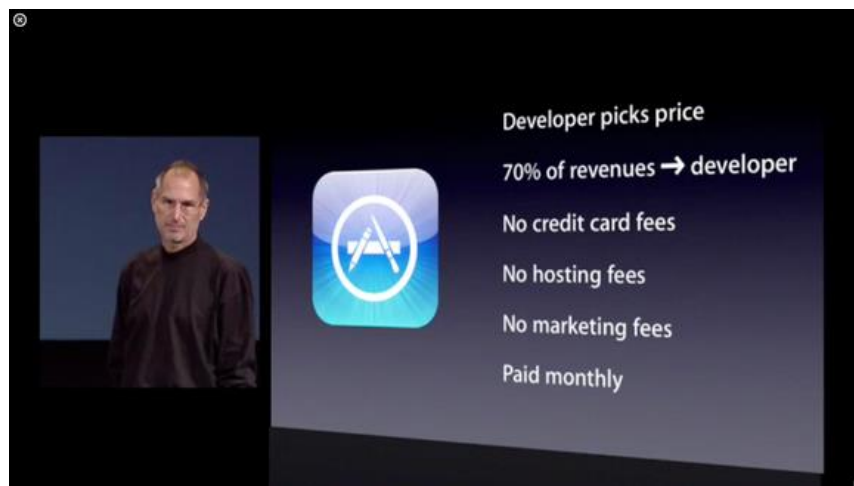 Developer picks price
70% of revenues ➔ developer
No credit card fees
No hosting fees
No marketing fees
Paid monthly